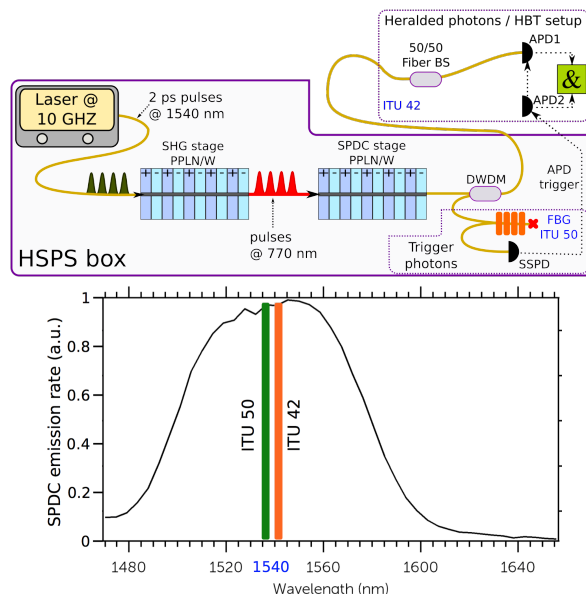 Heralded photons / HBT setup
50/50
Fiber BS
APD1
&
APD2
ITU 42
Laser @
10 GHZ
2 ps pulses
@ 1540 nm
SHG stage
PPLN/W
SPDC stage
PPLN/W
+ - + - + - + - + -
+ - + - + - + - + -
DWDM
APD
trigger
pulses
@ 770 nm
FBG
ITU 50
Trigger
photons
SSPD
HSPS box
SPDC emission rate (a.u.)
1
0.8
0.6
0.4
0.2
0
ITU 50
ITU 42
1480 1520 1540 1560 1600 1640
Wavelength (nm)